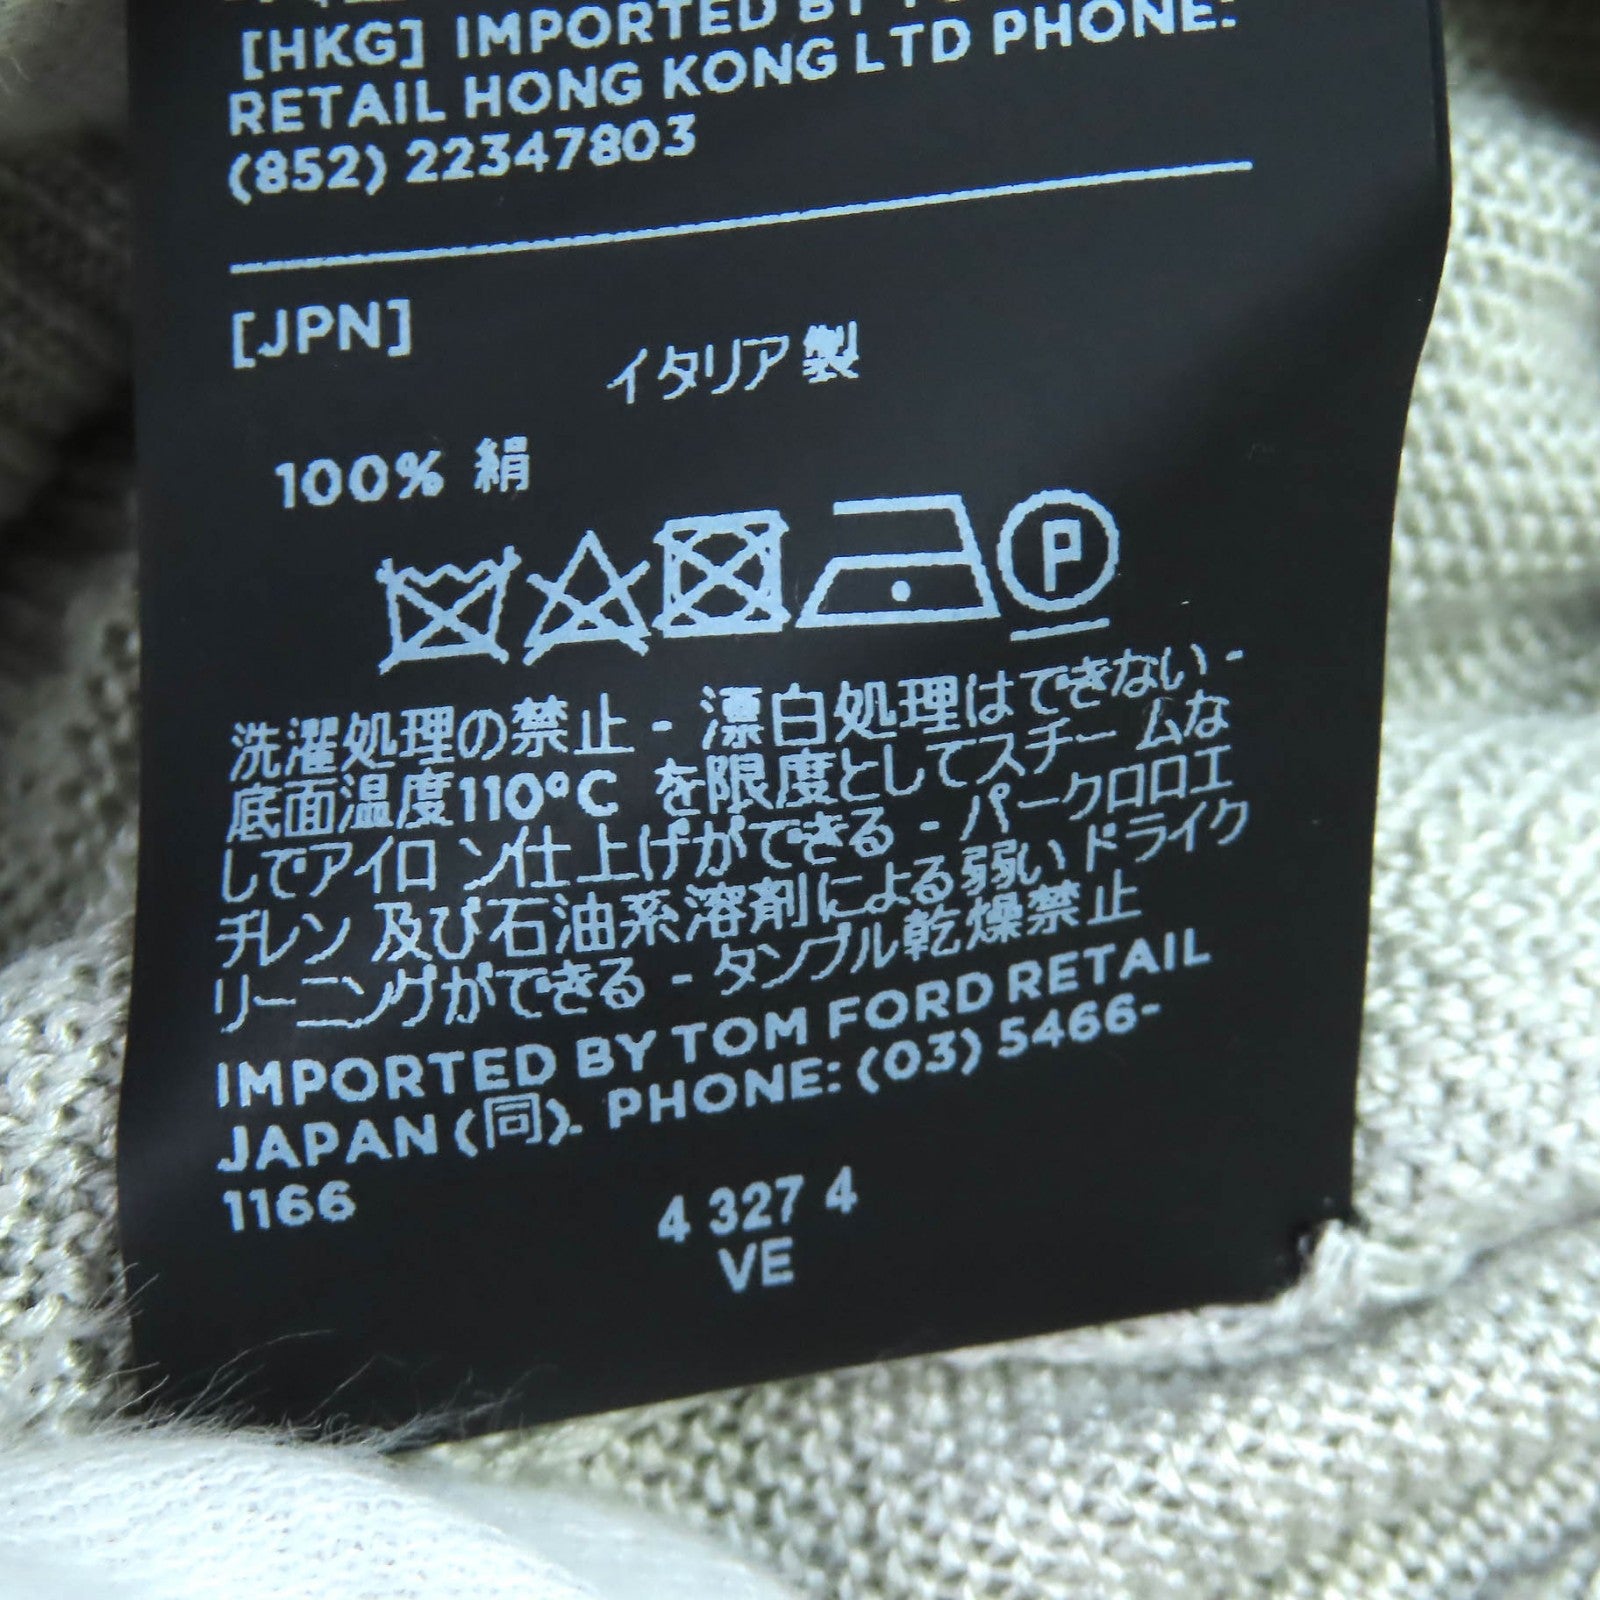 [HKG] IMPORTED BY
RETAIL HONG KONG LTD PHONE:
(852) 22347803
[JPN]
イタリア製
100% 絹
P
洗濯処理の禁止 - 漂白処理はできない -
底面温度110°C を限度としてスチー ムな
しでアイロ ン仕上げができる - パークロロエ
チレン 及び石油系溶剤による弱い ドライク
リーニングができる - タンブル乾燥禁止
IMPORTED BY TOM FORD RETAIL
JAPAN (同). PHONE: (03) 5466-
1166
4 327 4
VE